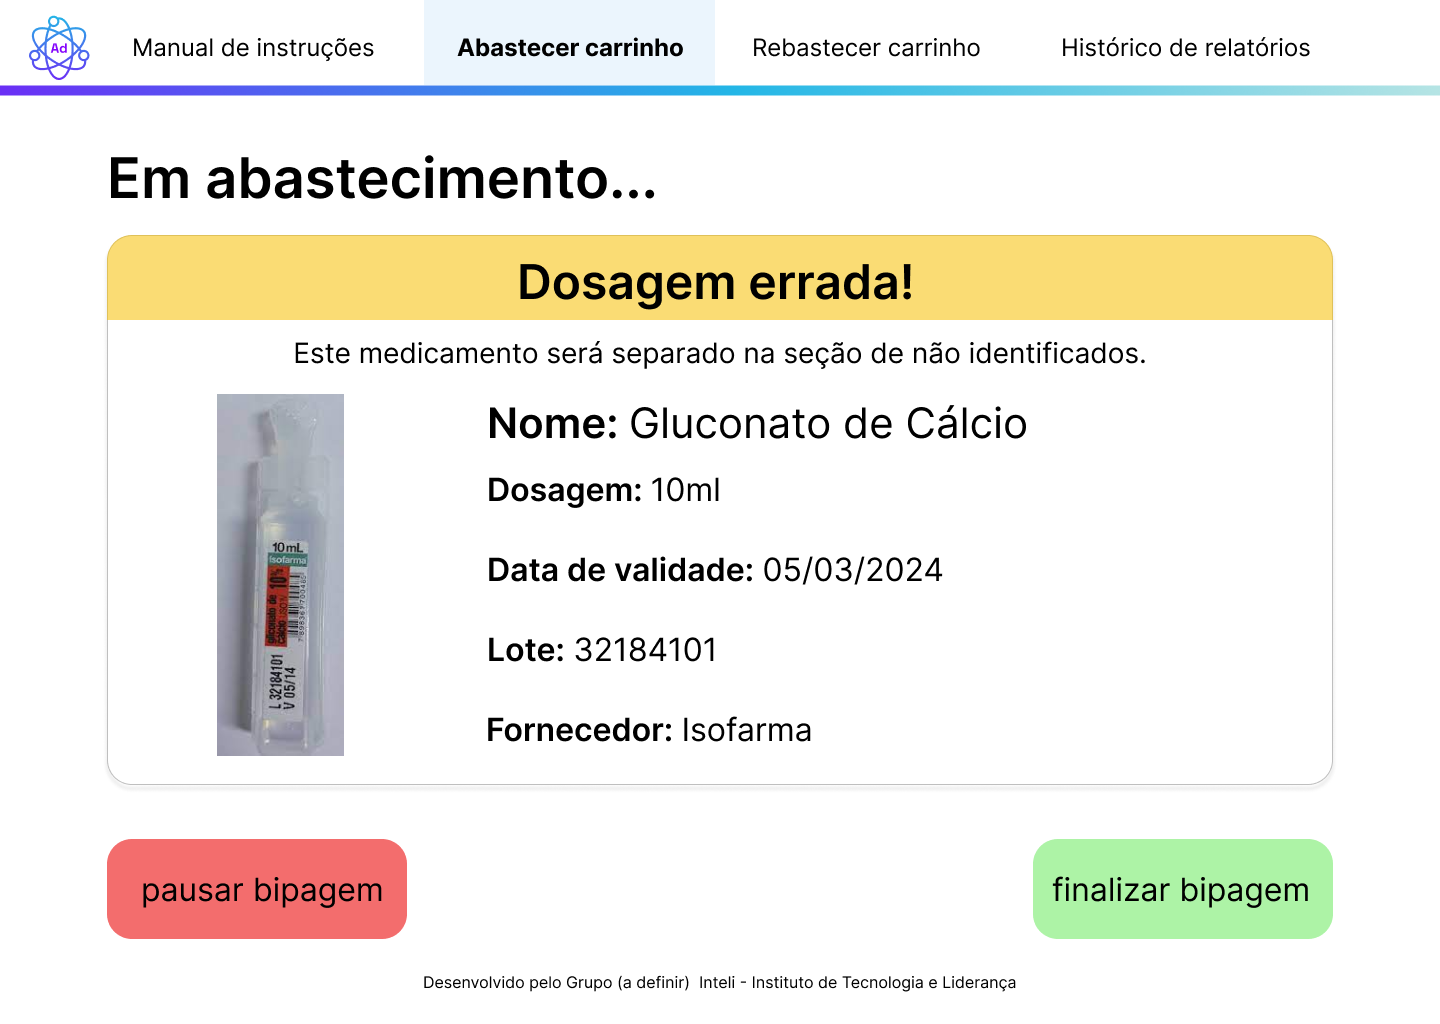 Ad
Manual de instruções
Abastecer carrinho
Rebastecer carrinho
Histórico de relatórios
Em abastecimento...
Dosagem errada!
Este medicamento será separado na seção de não identificados.
10 mL
isofarma
gluconato de
cálcio
10%
L 32184101
V 05/14
Nome: Gluconato de Cálcio
Dosagem: 10ml
Data de validade: 05/03/2024
Lote: 32184101
Fornecedor: Isofarma
pausar bipagem
finalizar bipagem
Desenvolvido pelo Grupo (a definir) Inteli - Instituto de Tecnologia e Liderança